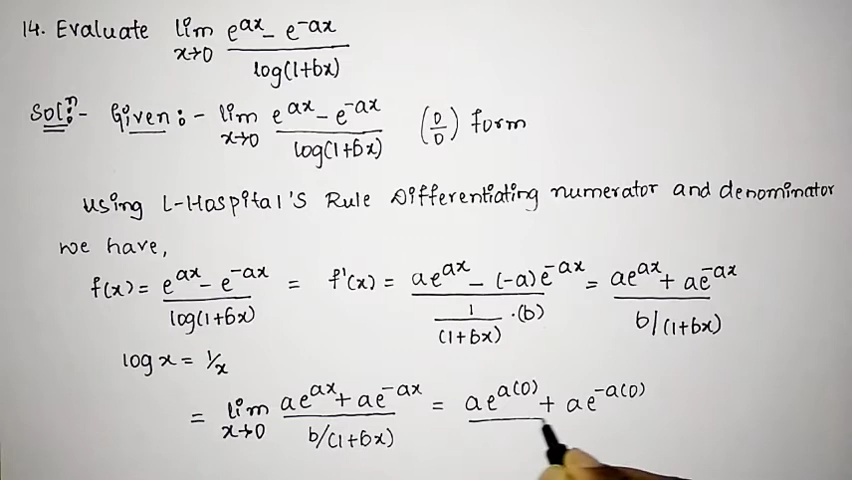 14. Evaluate lim x→0 (e^ax - e^-ax) / log(1+bx)
Solⁿ:- Given:- lim x→0 (e^ax - e^-ax) / log(1+bx) (0/0) form
using L-Haspital's Rule Differentiating numerator and denominator
we have,
f(x) = (e^ax - e^-ax) / log(1+bx) = f'(x) = (ae^ax - (-a)e^-ax) / (1/(1+bx) · (b)) = (ae^ax + ae^-ax) / (b/(1+bx))
log x = 1/x
= lim x→0 (ae^ax + ae^-ax) / (b/(1+bx)) = ae^a(0) + ae^-a(0)